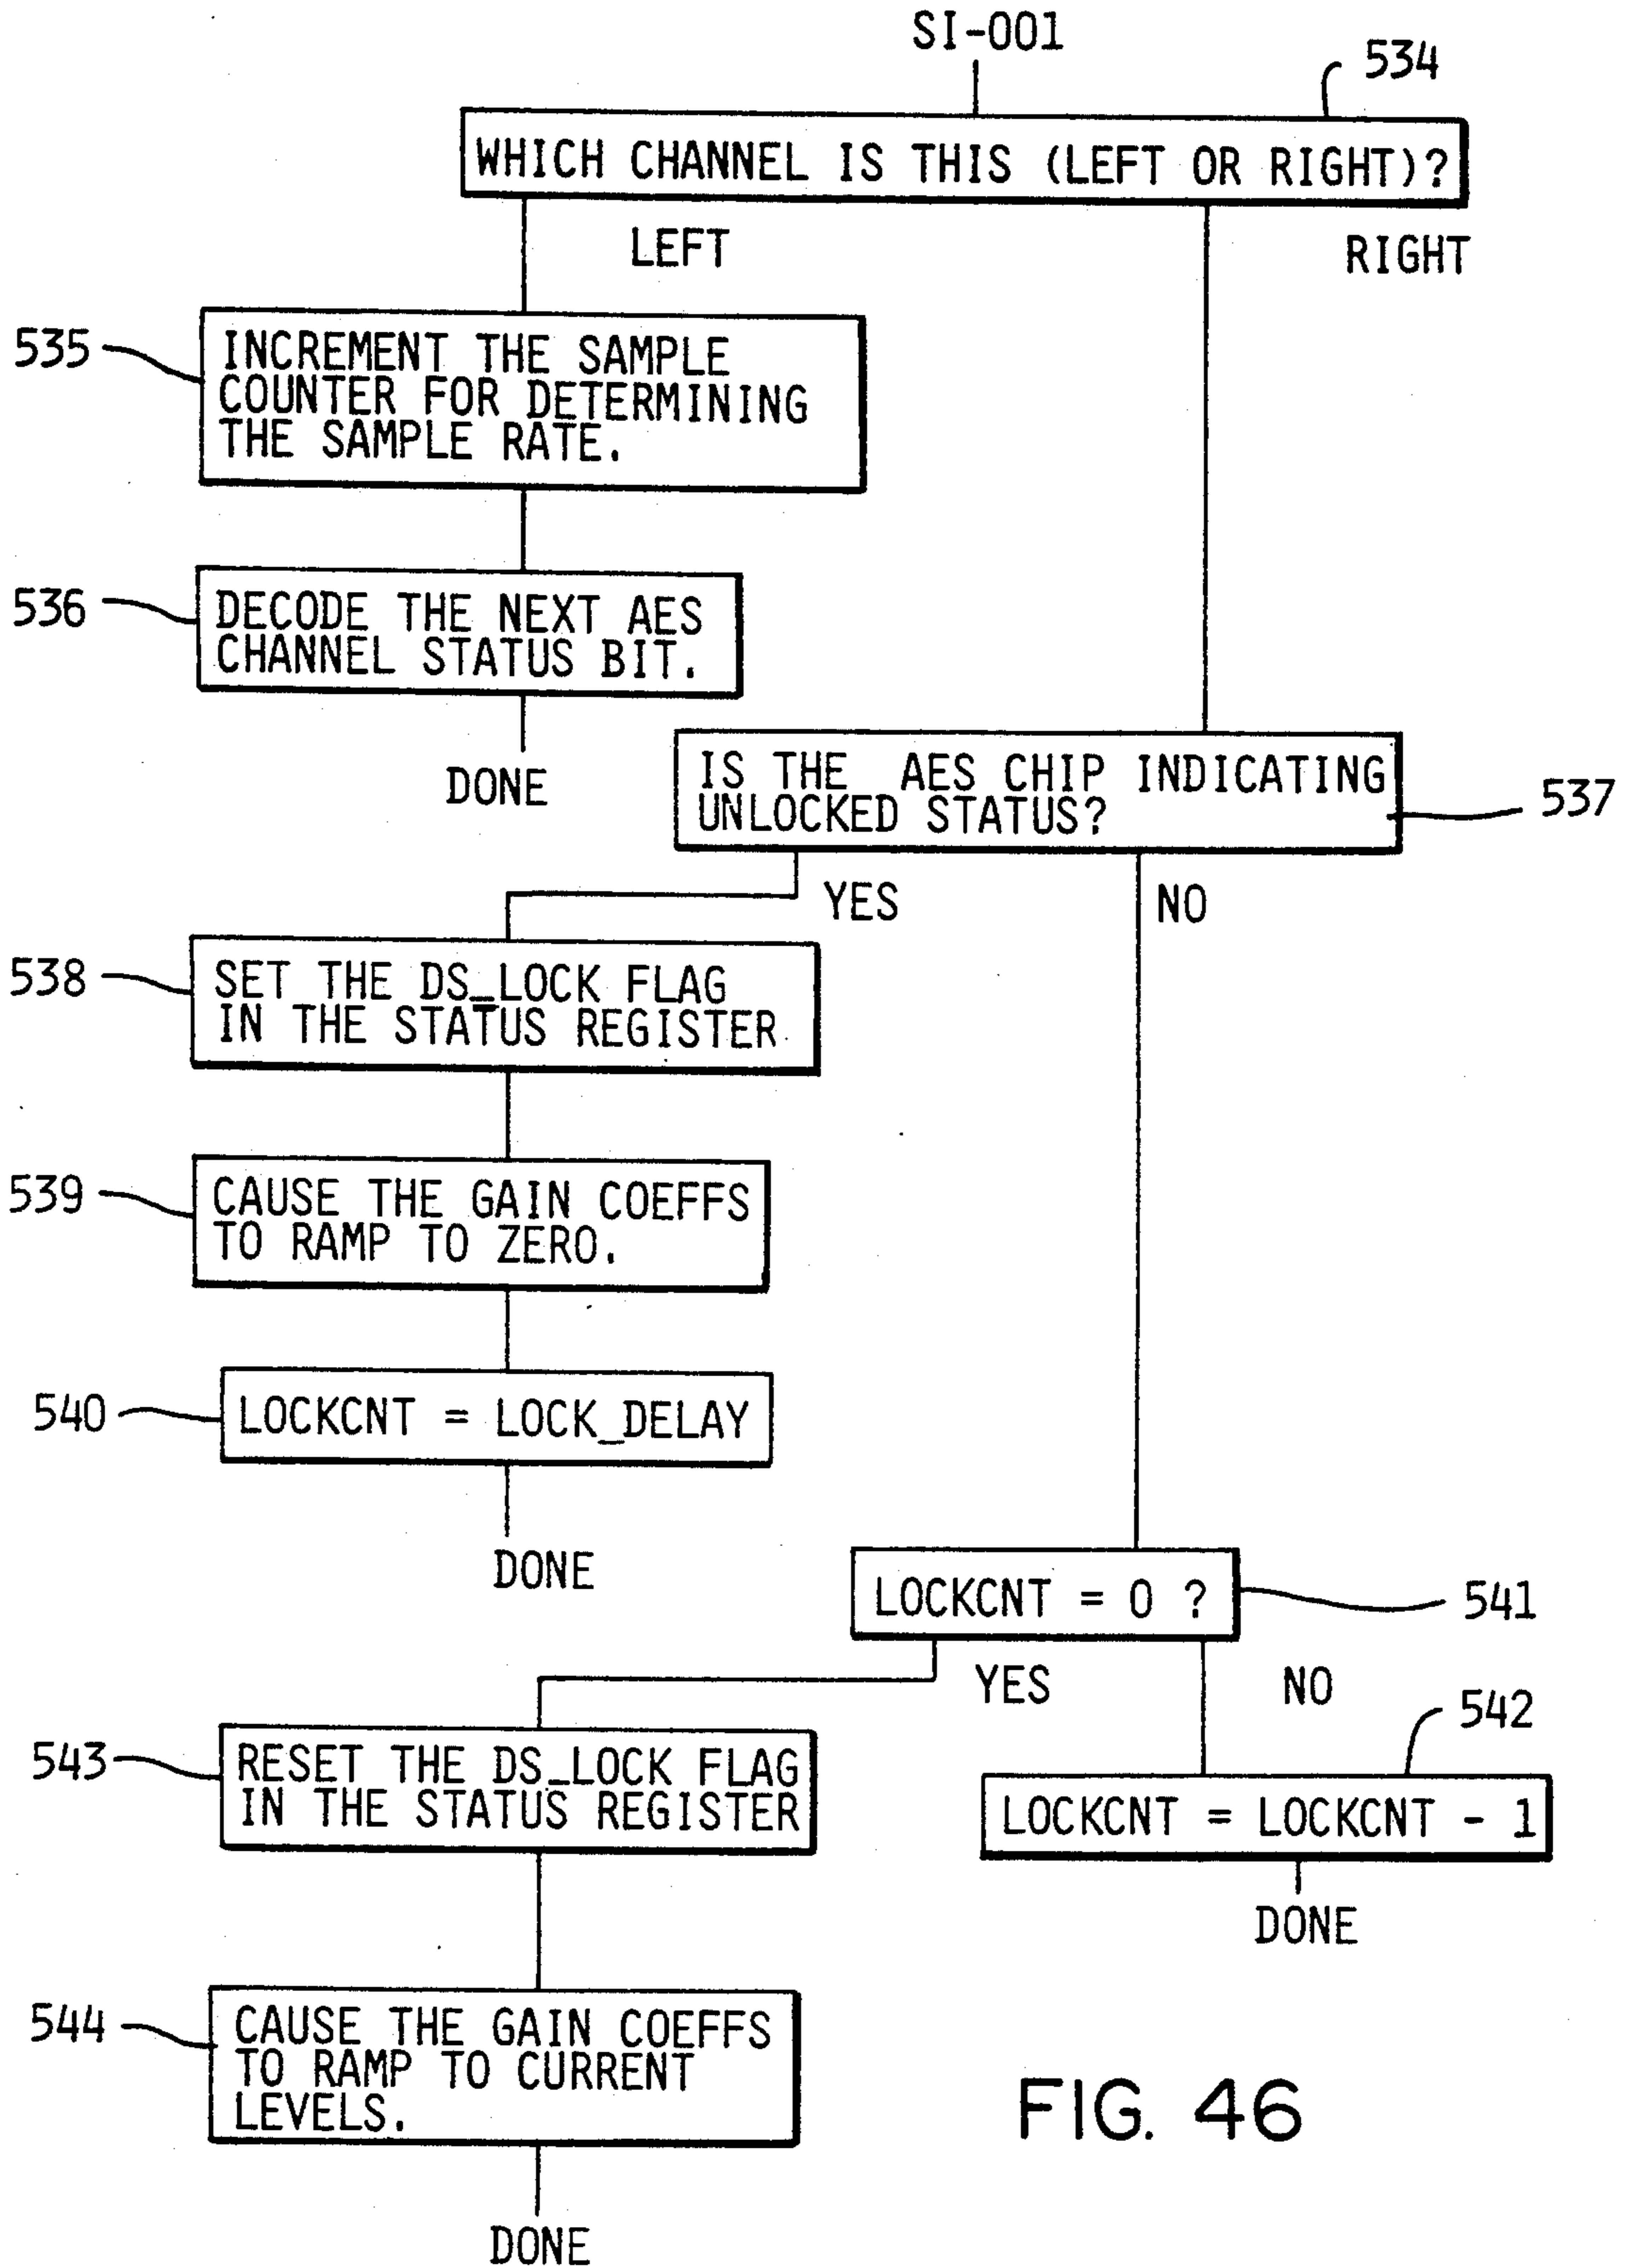 SI-001
534
WHICH CHANNEL IS THIS (LEFT OR RIGHT)?
LEFT
RIGHT
535
INCREMENT THE SAMPLE
COUNTER FOR DETERMINING
THE SAMPLE RATE.
536
DECODE THE NEXT AES
CHANNEL STATUS BIT.
DONE
IS THE AES CHIP INDICATING
UNLOCKED STATUS?
537
YES
NO
538
SET THE DS_LOCK FLAG
IN THE STATUS REGISTER
539
CAUSE THE GAIN COEFFS
TO RAMP TO ZERO.
540
LOCKCNT = LOCK_DELAY
DONE
LOCKCNT = 0 ?
541
YES
NO
542
543
RESET THE DS_LOCK FLAG
IN THE STATUS REGISTER
LOCKCNT = LOCKCNT - 1
DONE
544
CAUSE THE GAIN COEFFS
TO RAMP TO CURRENT
LEVELS.
DONE
FIG. 46